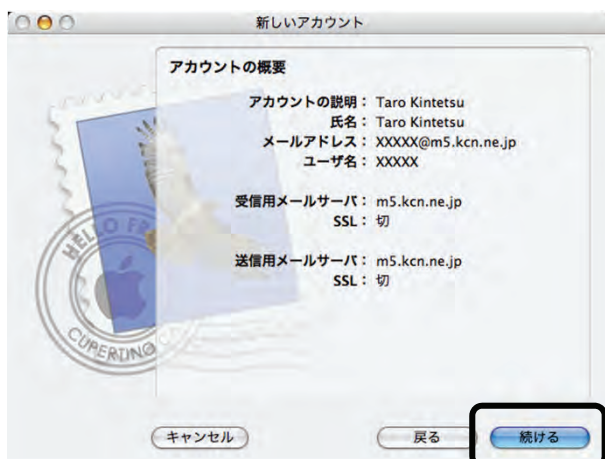 新しいアカウント
アカウントの概要
アカウントの説明： Taro Kintetsu
氏名： Taro Kintetsu
メールアドレス： XXXXX@m5.kcn.ne.jp
ユーザ名： XXXXX
受信用メールサーバ： m5.kcn.ne.jp
SSL： 切
送信用メールサーバ： m5.kcn.ne.jp
SSL： 切
HELLO FR
CUPERTINO
キャンセル
戻る
続ける